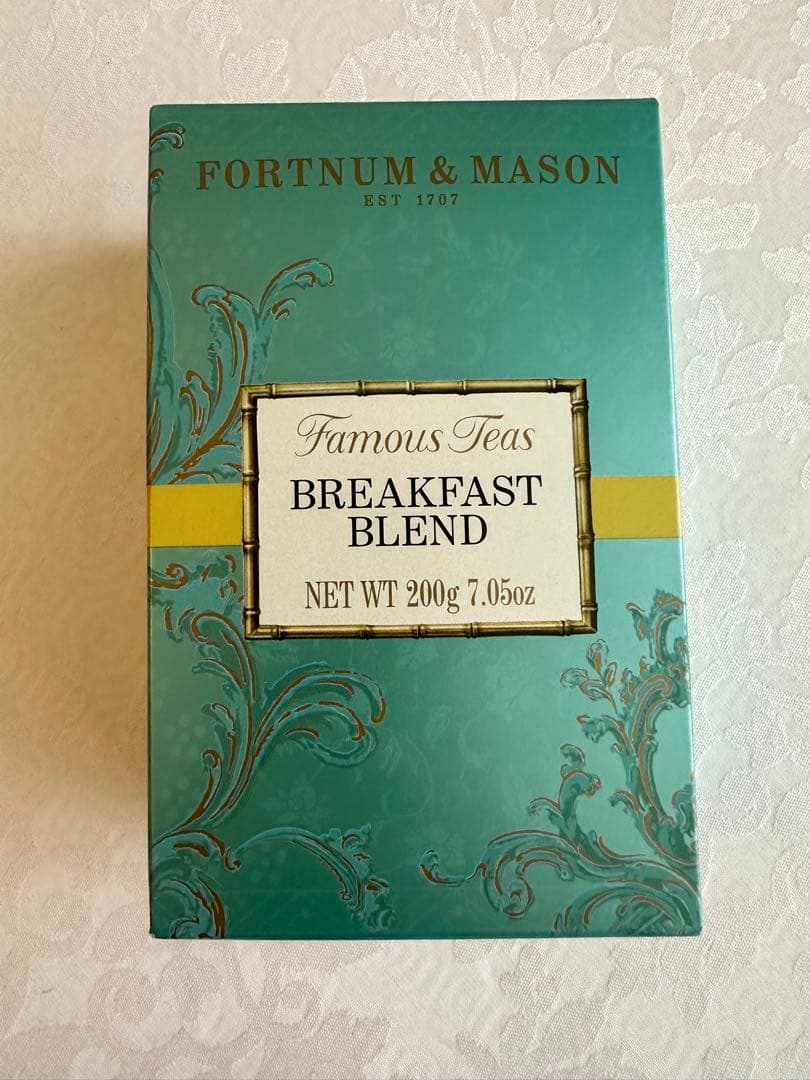 FORTNUM & MASON
EST 1707
Famous Teas
BREAKFAST
BLEND
NET WT 200g 7.05oz